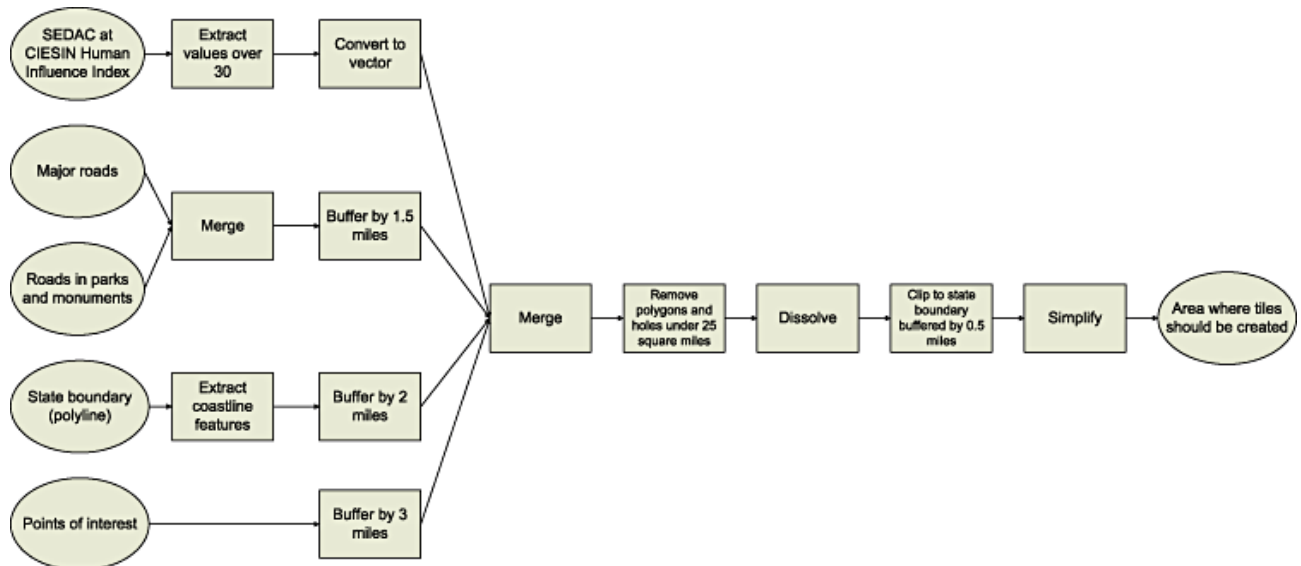 SEDAC at
CIESIN Human
Influence Index
Extract
values over
30
Convert to
vector
Major roads
Roads in parks
and monuments
Merge
Buffer by 1.5
miles
State boundary
(polyline)
Extract
coastline
features
Buffer by 2
miles
Points of interest
Buffer by 3
miles
Merge
Remove
polygons and
holes under 25
square miles
Dissolve
Clip to state
boundary
buffered by 0.5
miles
Simplify
Area where tiles
should be created